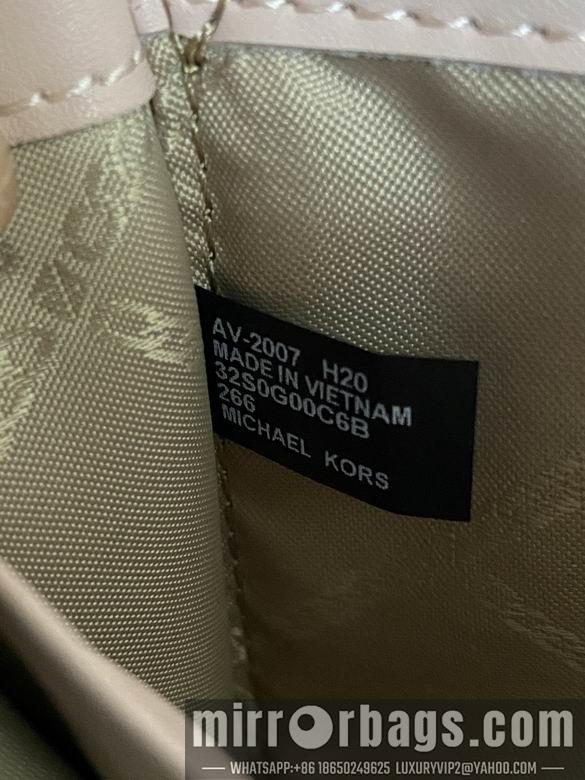 AV-2007 H20
MADE IN VIETNAM
32S0G00C6B
266
MICHAEL KORS
mirrorbags.com
WHATSAPP:+86 18650249625 LUXURYVIP2@YAHOO.COM